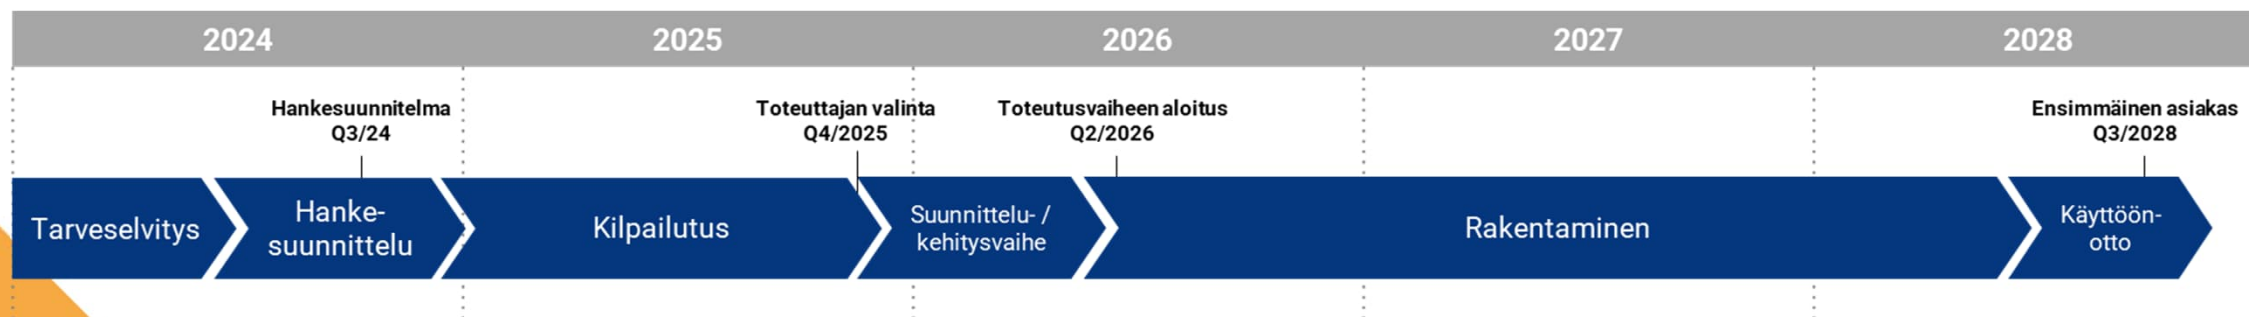 2024 2025 2026 2027 2028
Hankesuunnitelma
Q3/24
Toteuttajan valinta
Q4/2025
Toteutusvaiheen aloitus
Q2/2026
Ensimmäinen asiakas
Q3/2028
Tarveselvitys
Hanke-
suunnittelu
Kilpailutus
Suunnittelu- /
kehitysvaihe
Rakentaminen
Käyttöön-
otto